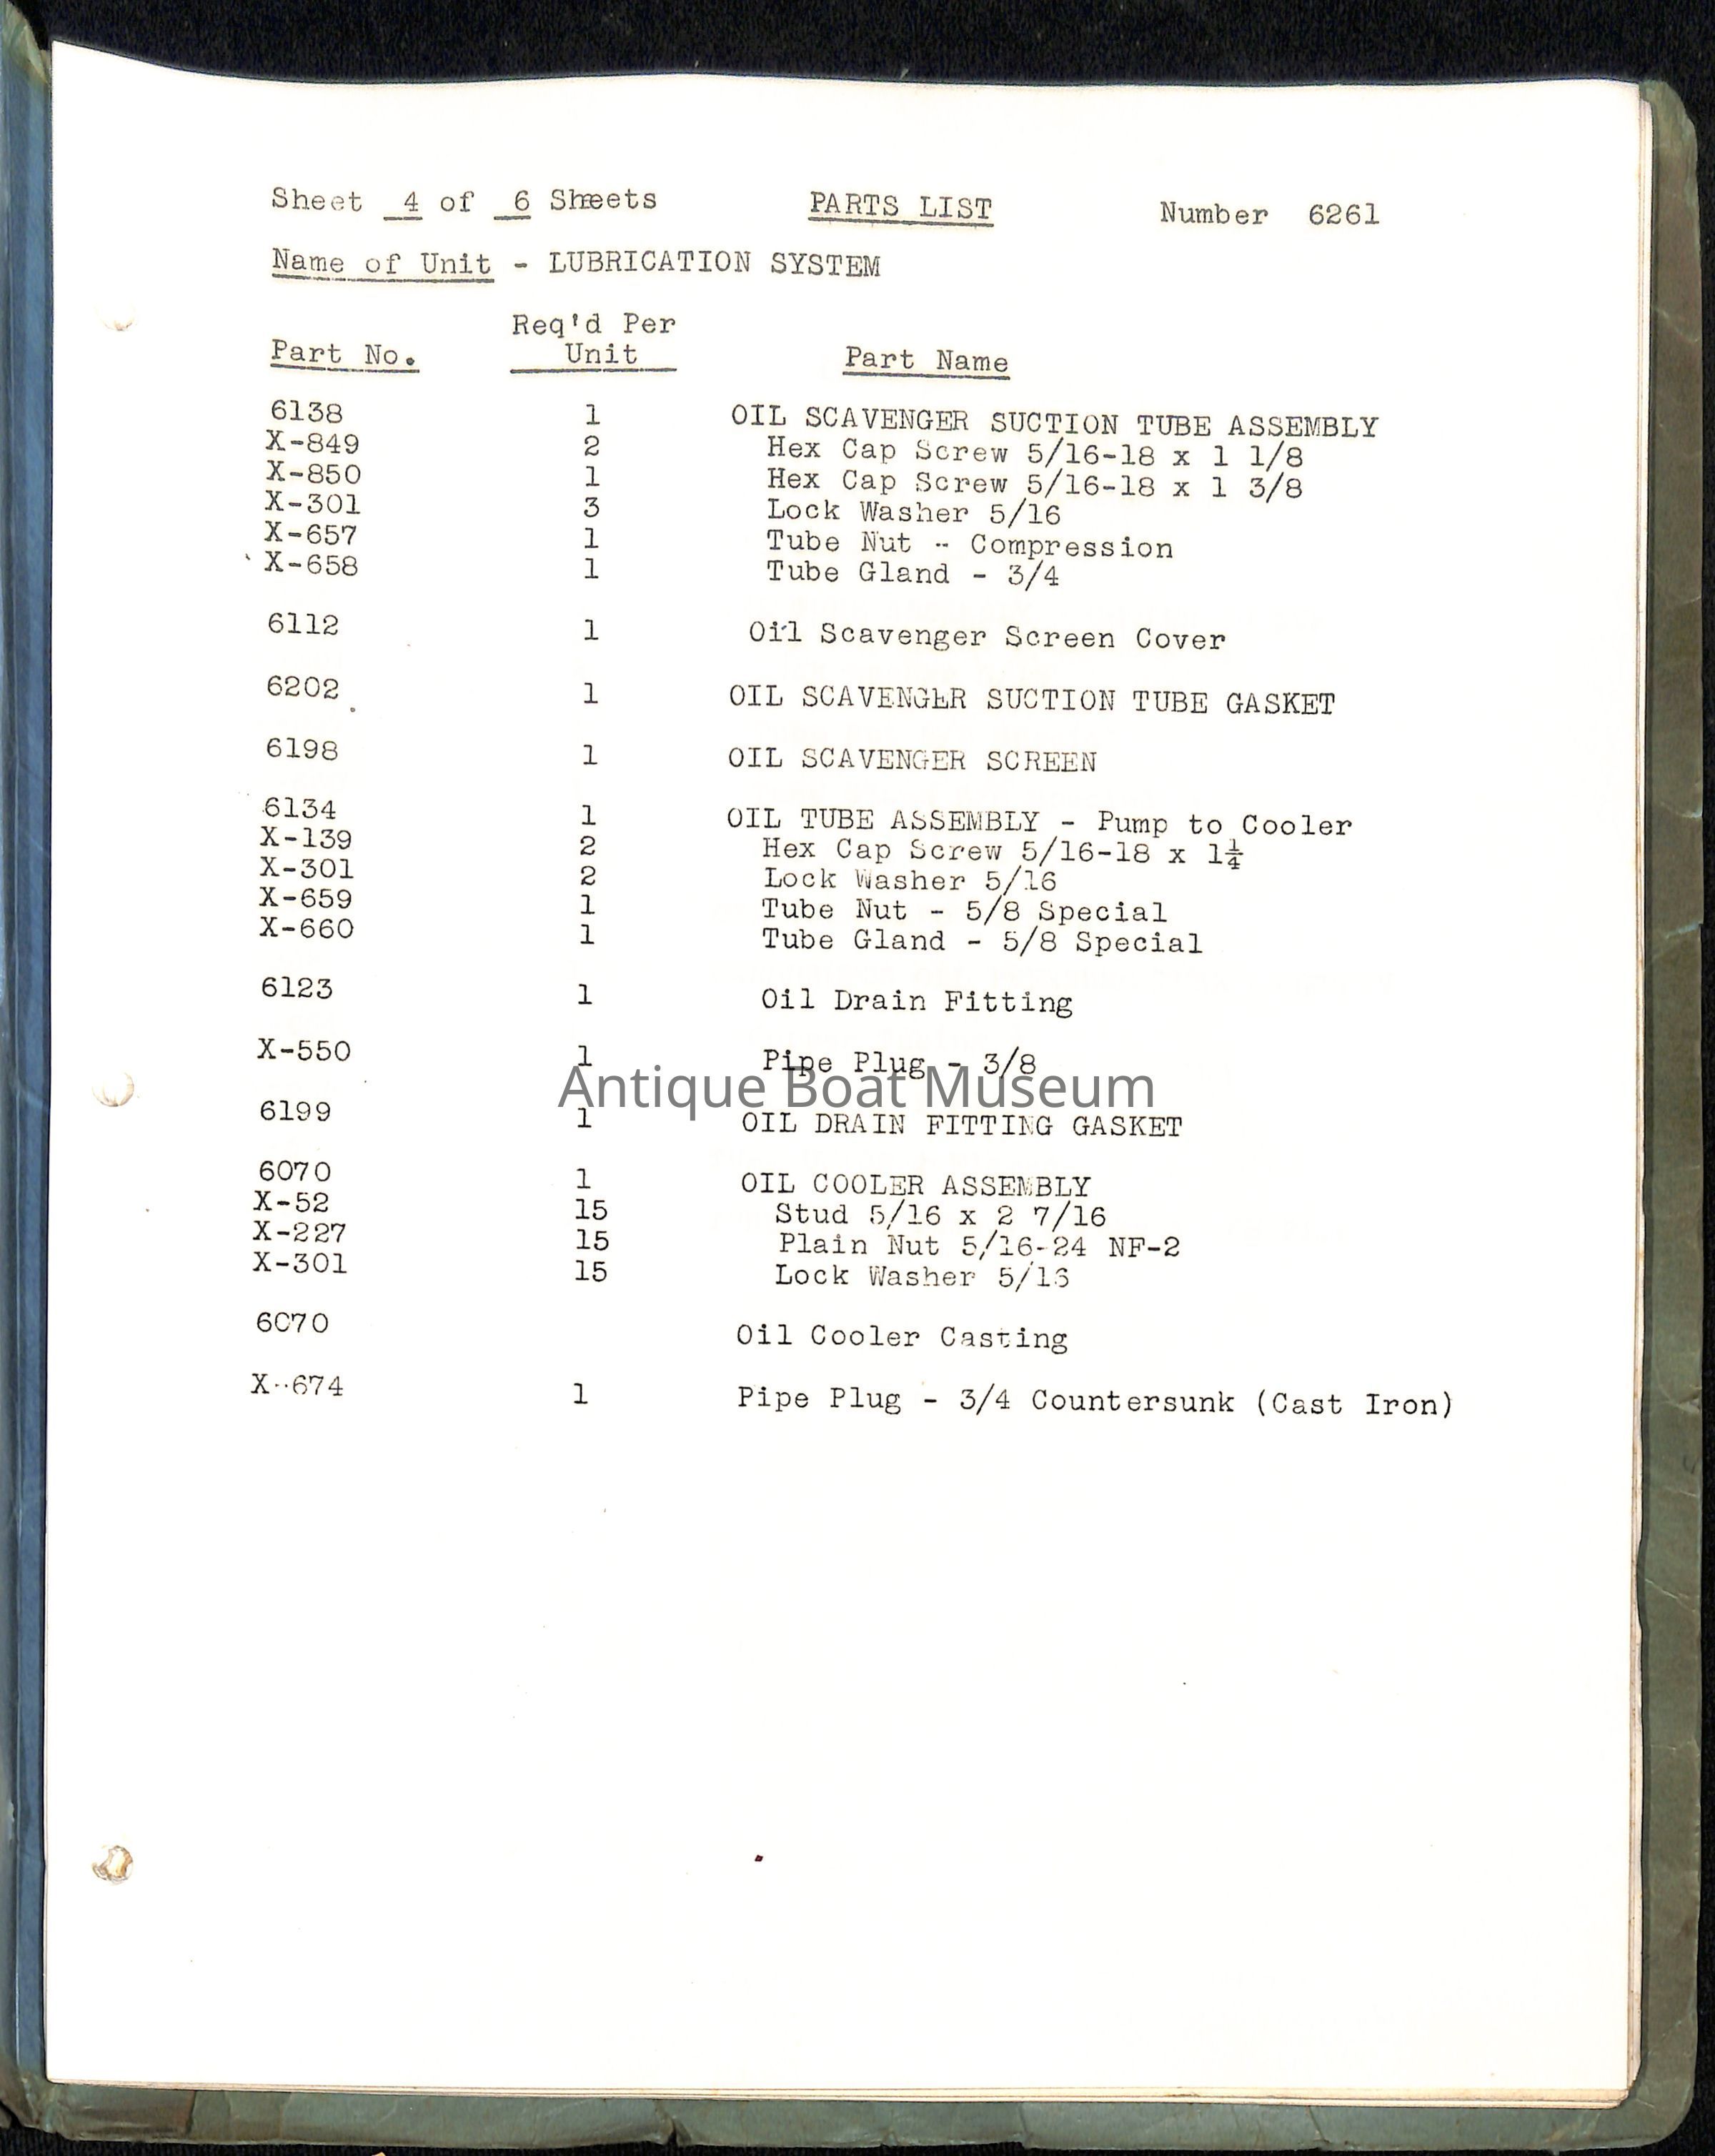 Sheet 4 of 6 Sheets PARTS LIST Number 6261
Name of Unit - LUBRICATION SYSTEM
Req'd Per
Part No. Unit Part Name
6138 1 OIL SCAVENGER SUCTION TUBE ASSEMBLY
X-849 2 Hex Cap Screw 5/16-18 x 1 1/8
X-850 1 Hex Cap Screw 5/16-18 x 1 3/8
X-301 3 Lock Washer 5/16
X-657 1 Tube Nut - Compression
X-658 1 Tube Gland - 3/4
6112 1 Oil Scavenger Screen Cover
6202 1 OIL SCAVENGER SUCTION TUBE GASKET
6198 1 OIL SCAVENGER SCREEN
6134 1 OIL TUBE ASSEMBLY - Pump to Cooler
X-139 2 Hex Cap Screw 5/16-18 x 1¼
X-301 2 Lock Washer 5/16
X-659 1 Tube Nut - 5/8 Special
X-660 1 Tube Gland - 5/8 Special
6123 1 Oil Drain Fitting
X-550 1 Pipe Plug - 3/8
Antique Boat Museum
6199 1 OIL DRAIN FITTING GASKET
6070 1 OIL COOLER ASSEMBLY
X-52 15 Stud 5/16 x 2 7/16
X-227 15 Plain Nut 5/16-24 NF-2
X-301 15 Lock Washer 5/16
6070 Oil Cooler Casting
X-674 1 Pipe Plug - 3/4 Countersunk (Cast Iron)